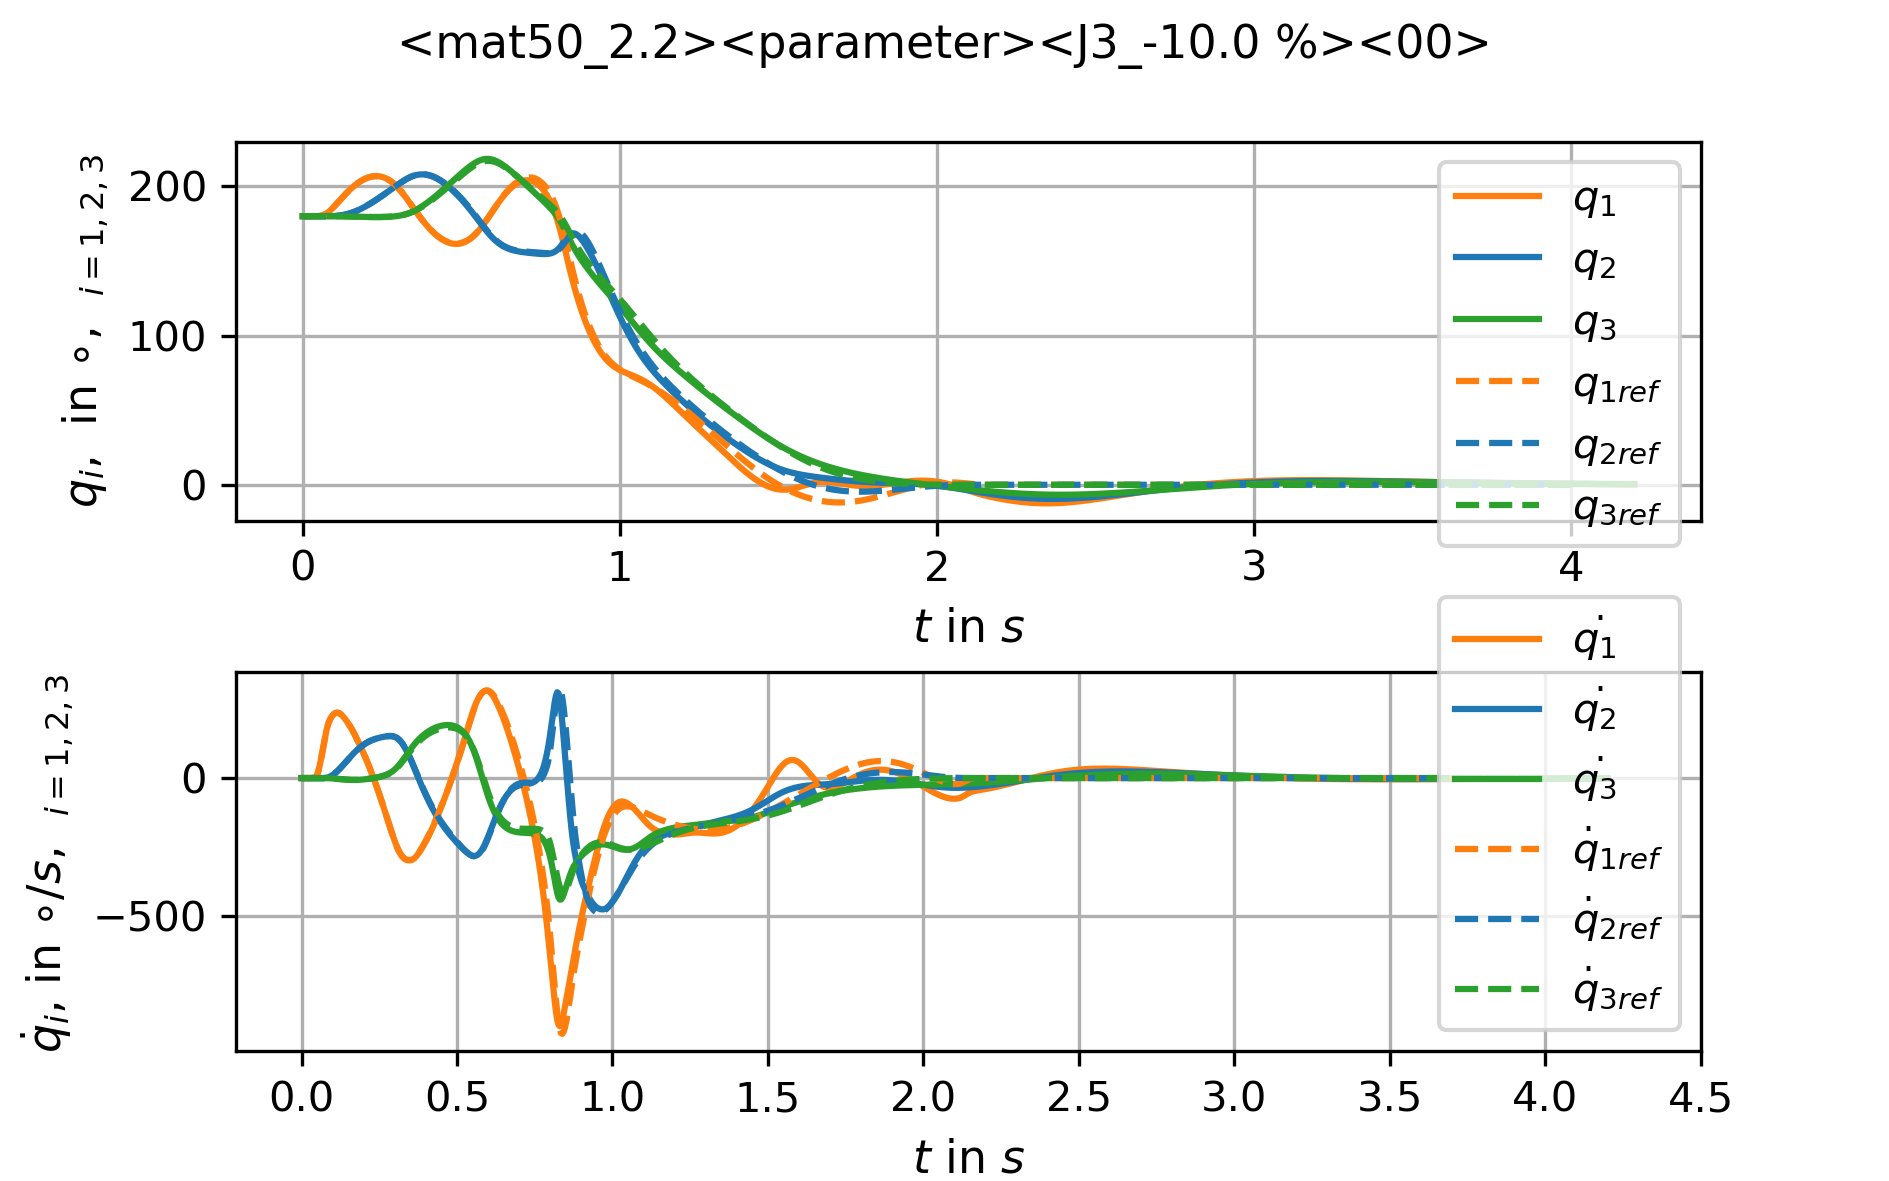 <mat50_2.2><parameter><J3_-10.0 %><00>
qᵢ, in °, i = 1, 2, 3
200
100
0
q₁
q₂
q₃
q₁ref
q₂ref
q₃ref
0 1 2 3 4
t in s
q̇ᵢ, in °/s, i = 1, 2, 3
0
−500
q̇₁
q̇₂
q̇₃
q̇₁ref
q̇₂ref
q̇₃ref
0.0 0.5 1.0 1.5 2.0 2.5 3.0 3.5 4.0 4.5
t in s